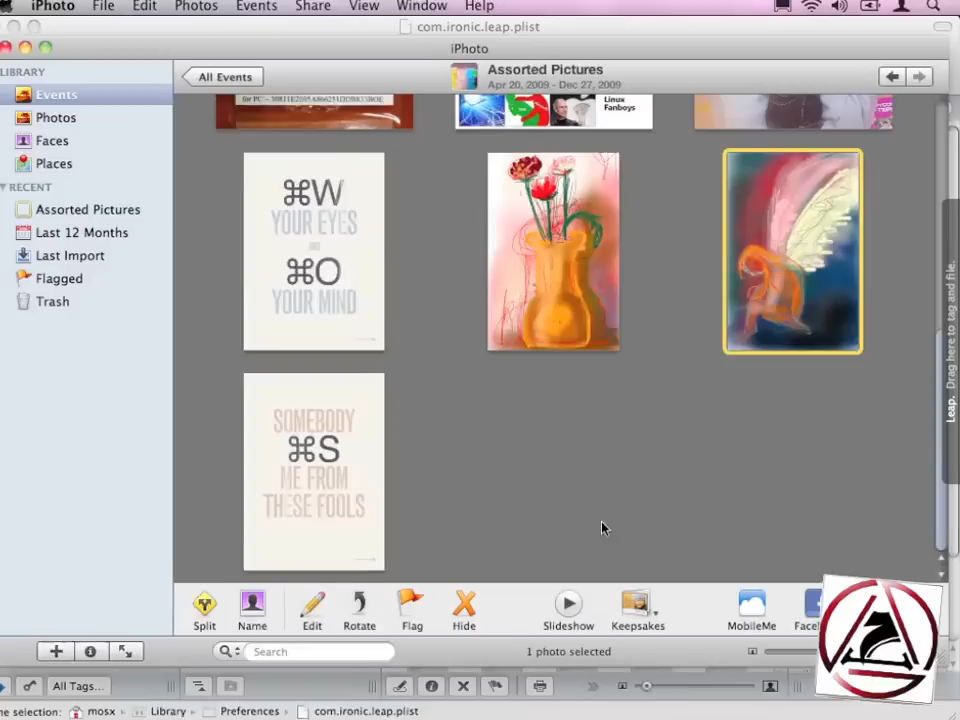 iPhoto File Edit Photos Events Share View Window Help
com.ironic.leap.plist
iPhoto
LIBRARY
All Events
Assorted Pictures
Apr 20, 2009 - Dec 27, 2009
Events
Photos
Faces
Places
RECENT
Assorted Pictures
Last 12 Months
Last Import
Flagged
Trash
Linux
Fanboys
⌘W
YOUR EYES
AND
⌘O
YOUR MIND
SOMEBODY
⌘S
ME FROM
THESE FOOLS
Leap. Drag here to tag and file.
Split Name Edit Rotate Flag Hide Slideshow Keepsakes MobileMe
Search
1 photo selected
All Tags...
selection: mosx Library Preferences com.ironic.leap.plist